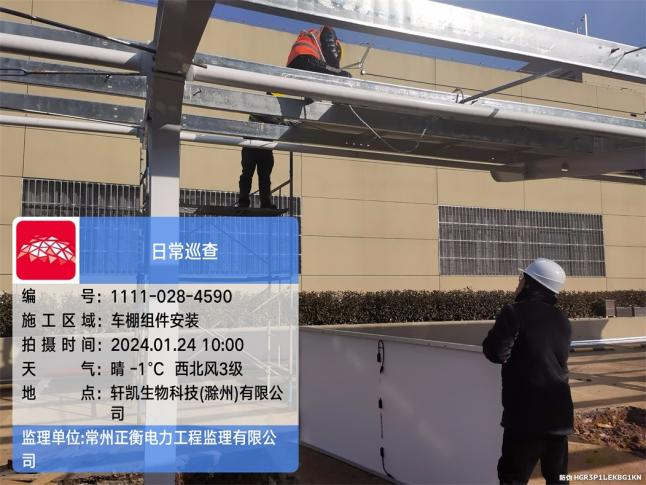 日常巡查
编 号：1111-028-4590
施工区域：车棚组件安装
拍摄时间：2024.01.24 10:00
天 气：晴 -1℃ 西北风3级
地 点：轩凯生物科技(滁州)有限公
司
监理单位:常州正衡电力工程监理有限公
司
防伪 HGR3P1LEKBG1KN